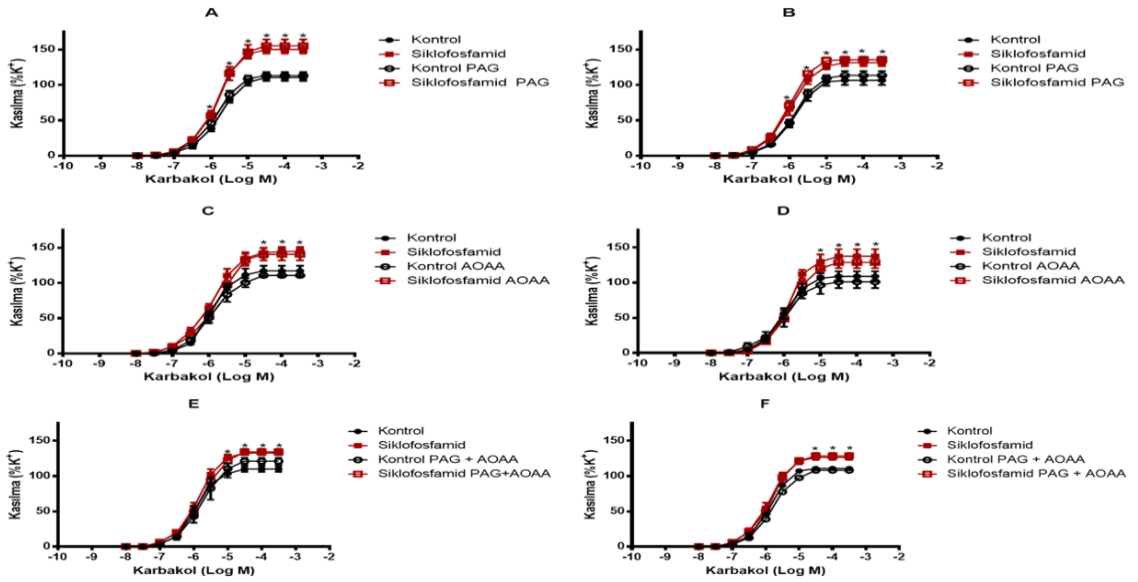 A
Kasılma (%K⁺)
150
100
50
0
-10 -9 -8 -7 -6 -5 -4 -3 -2
Karbakol (Log M)
* * * * * *
Kontrol
Siklofosfamid
Kontrol PAG
Siklofosfamid PAG
B
Kasılma (%K⁺)
150
100
50
0
-10 -9 -8 -7 -6 -5 -4 -3 -2
Karbakol (Log M)
* * * * * *
Kontrol
Siklofosfamid
Kontrol PAG
Siklofosfamid PAG
C
Kasılma (%K⁺)
150
100
50
0
-10 -9 -8 -7 -6 -5 -4 -3 -2
Karbakol (Log M)
* * *
Kontrol
Siklofosfamid
Kontrol AOAA
Siklofosfamid AOAA
D
Kasılma (%K⁺)
150
100
50
0
-10 -9 -8 -7 -6 -5 -4 -3 -2
Karbakol (Log M)
* * * *
Kontrol
Siklofosfamid
Kontrol AOAA
Siklofosfamid AOAA
E
Kasılma (%K⁺)
150
100
50
0
-10 -9 -8 -7 -6 -5 -4 -3 -2
Karbakol (Log M)
* * * *
Kontrol
Siklofosfamid
Kontrol PAG + AOAA
Siklofosfamid PAG+AOAA
F
Kasılma (%K⁺)
150
100
50
0
-10 -9 -8 -7 -6 -5 -4 -3 -2
Karbakol (Log M)
* * *
Kontrol
Siklofosfamid
Kontrol PAG + AOAA
Siklofosfamid PAG + AOAA